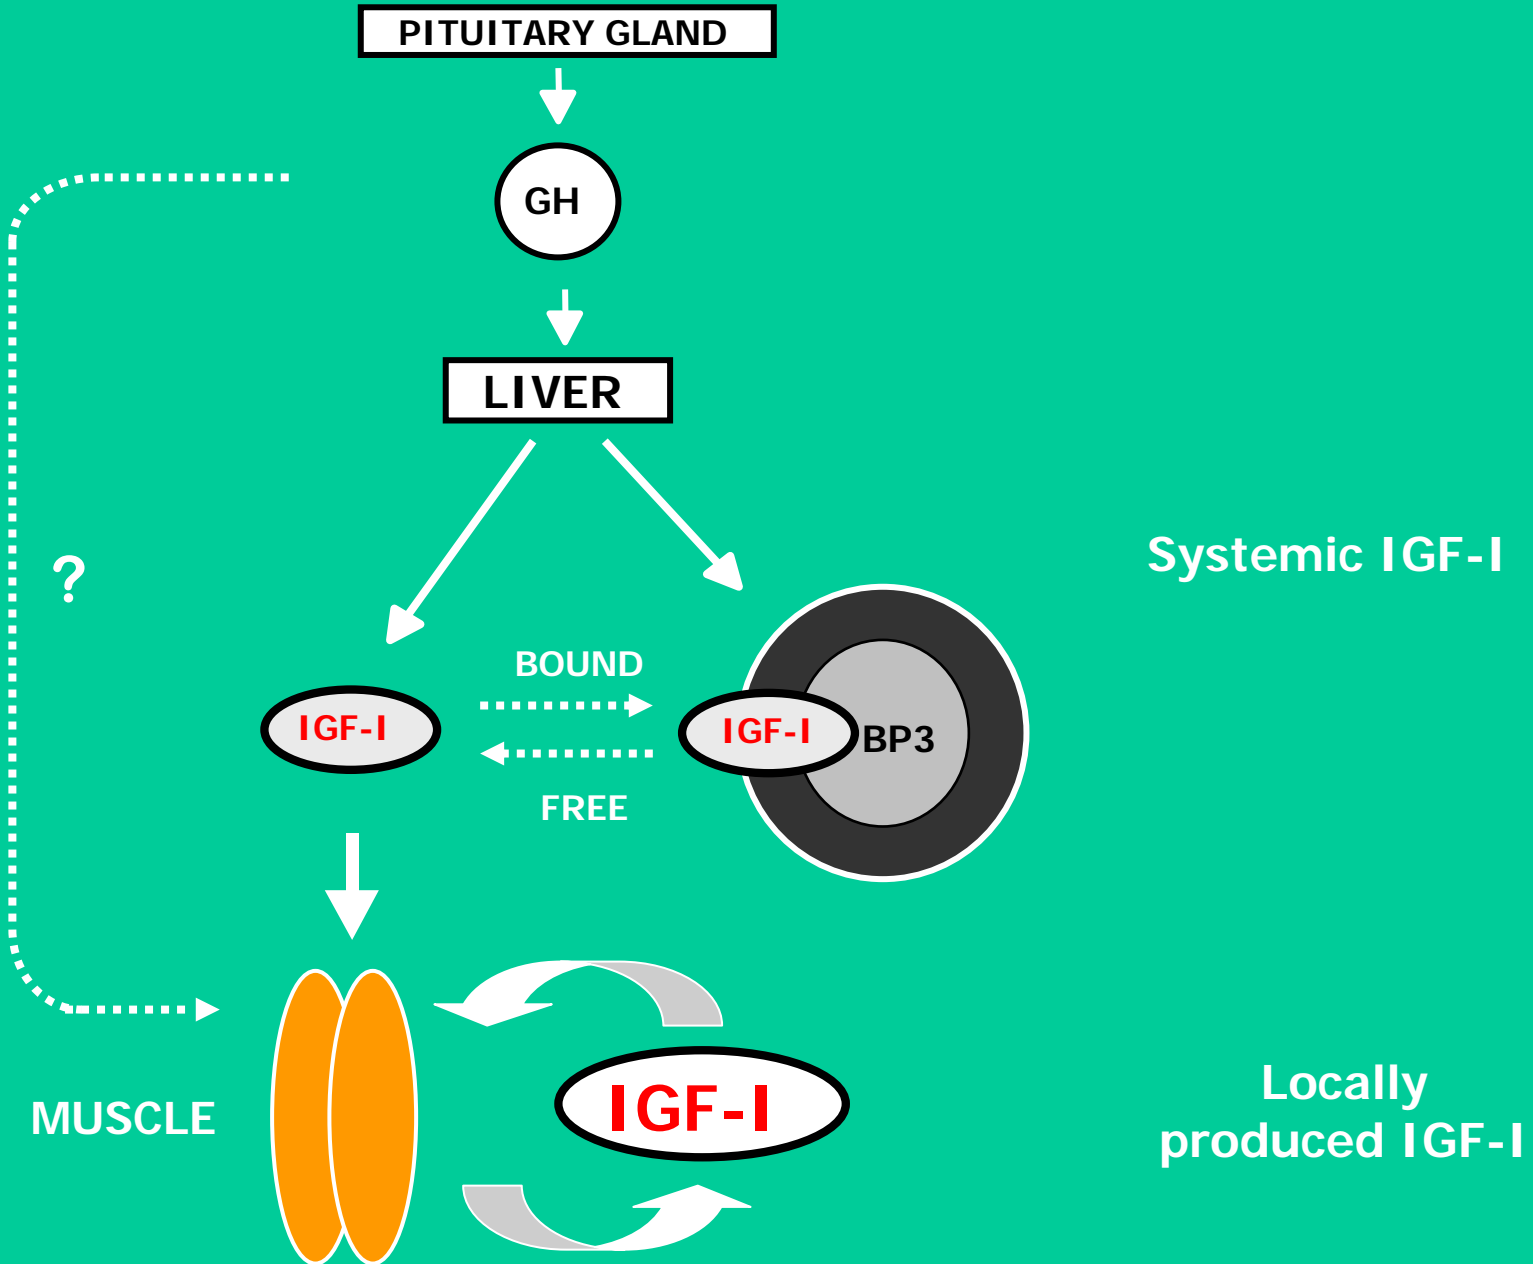 PITUITARY GLAND
GH
LIVER
Systemic IGF-I
?
BOUND
IGF-I
IGF-I
BP3
FREE
MUSCLE
IGF-I
Locally
produced IGF-I